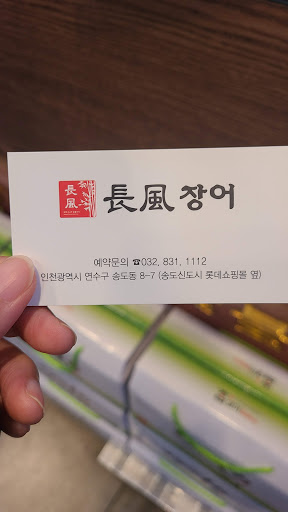 長風
長風 장어
예약문의 ☎032, 831, 1112
인천광역시 연수구 송도동 8-7 (송도신도시 롯데쇼핑몰 옆)